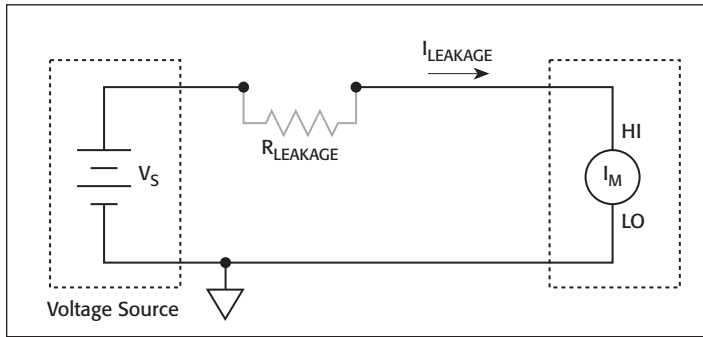 I_LEAKAGE
HI
R_LEAKAGE
V_S
I_M
LO
Voltage Source